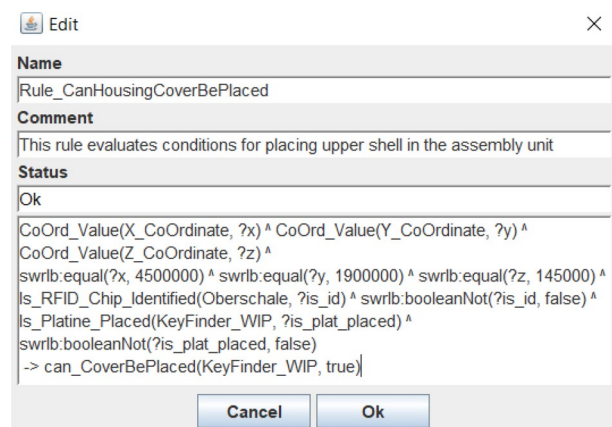 Edit
Name
Rule_CanHousingCoverBePlaced
Comment
This rule evaluates conditions for placing upper shell in the assembly unit
Status
Ok
CoOrd_Value(X_CoOrdinate, ?x) ^ CoOrd_Value(Y_CoOrdinate, ?y) ^
CoOrd_Value(Z_CoOrdinate, ?z) ^
swrlb:equal(?x, 4500000) ^ swrlb:equal(?y, 1900000) ^ swrlb:equal(?z, 145000) ^
Is_RFID_Chip_Identified(Oberschale, ?is_id) ^ swrlb:booleanNot(?is_id, false) ^
Is_Platine_Placed(KeyFinder_WIP, ?is_plat_placed) ^
swrlb:booleanNot(?is_plat_placed, false)
-> can_CoverBePlaced(KeyFinder_WIP, true)
Cancel Ok